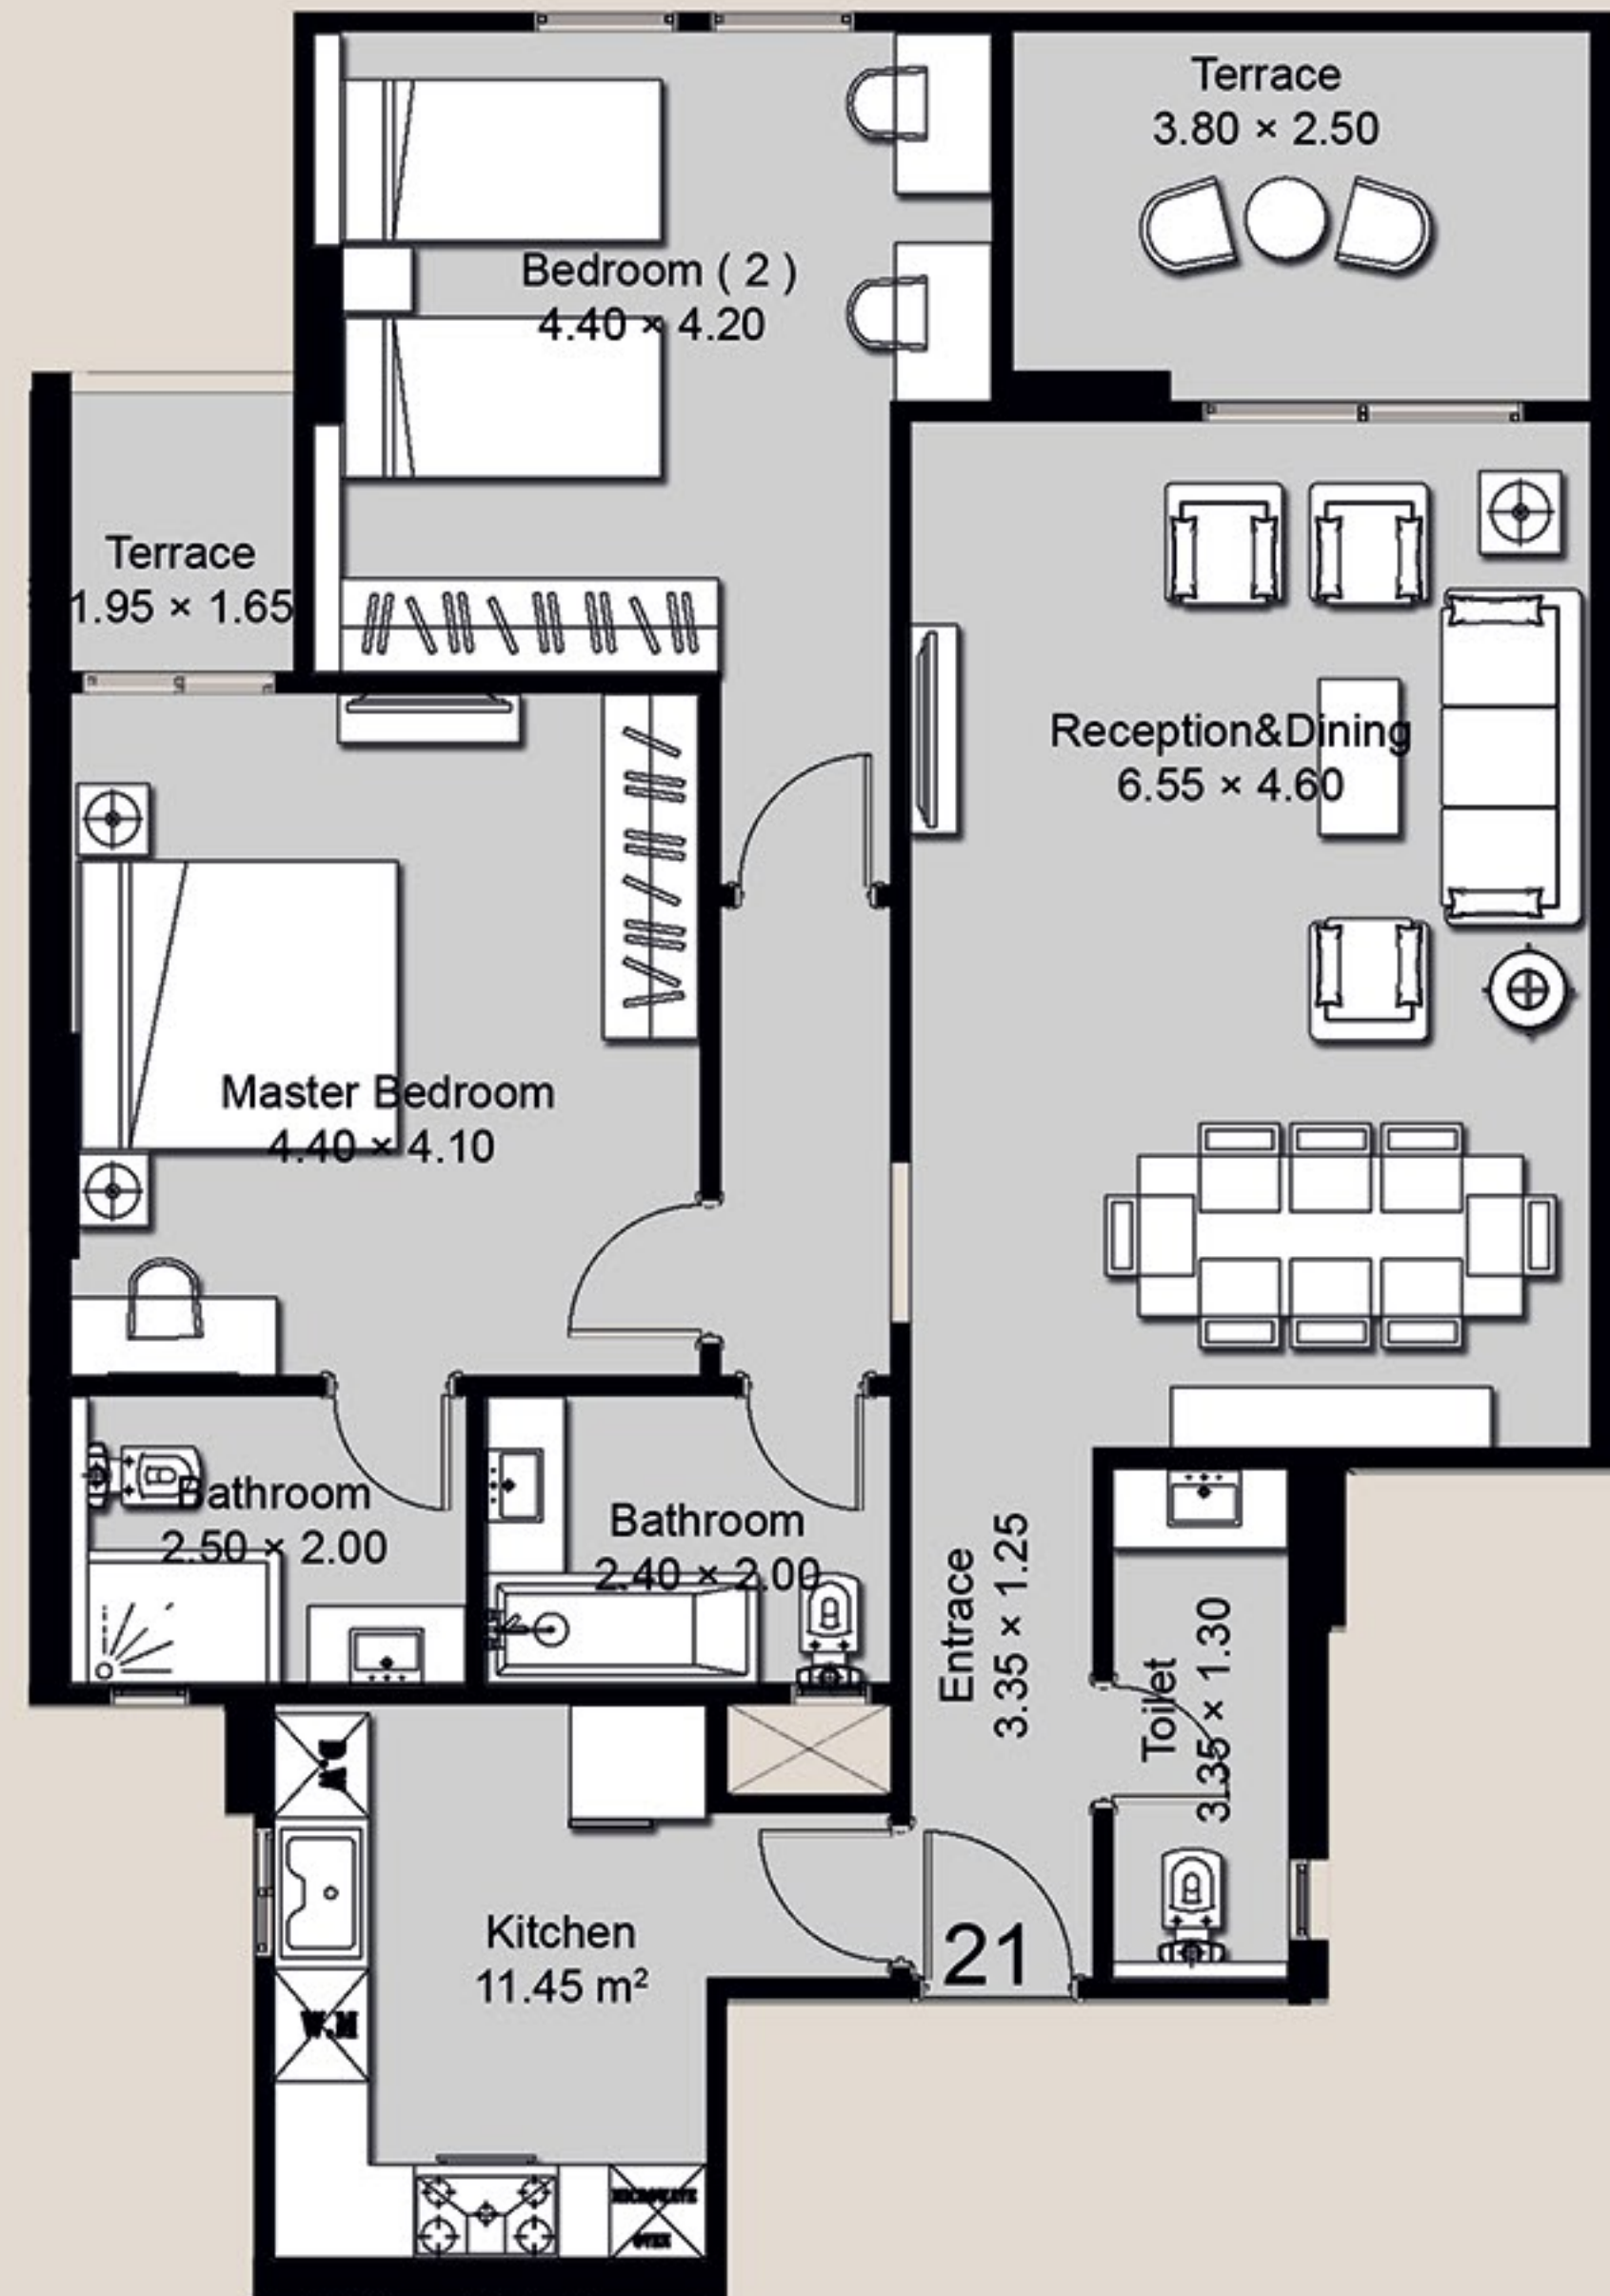 Terrace
3.80 × 2.50
Bedroom ( 2 )
4.40 × 4.20
Terrace
1.95 × 1.65
Reception&Dining
6.55 × 4.60
Master Bedroom
4.40 × 4.10
Bathroom
2.50 × 2.00
Bathroom
2.40 × 2.00
Entrace
3.35 × 1.25
Toilet
3.35 × 1.30
D.W
Kitchen
11.45 m²
21
W.M
MICROWAVE
OVEN